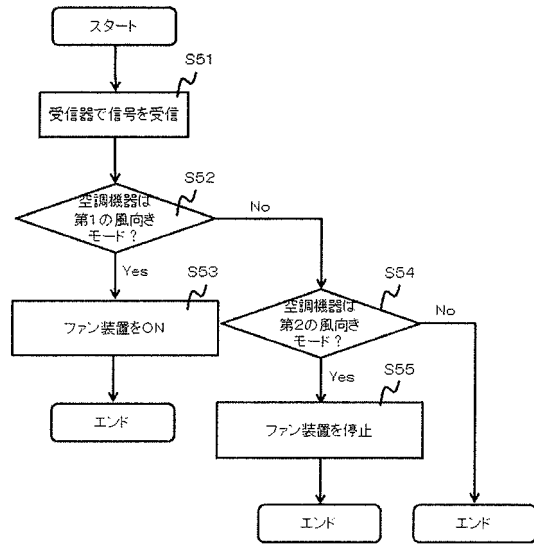 スタート
S51
受信器で信号を受信
S52
空調機器は
第1の風向き
モード？
No
Yes
S53
ファン装置をON
S54
空調機器は
第2の風向き
モード？
No
Yes
S55
エンド
ファン装置を停止
エンド
エンド